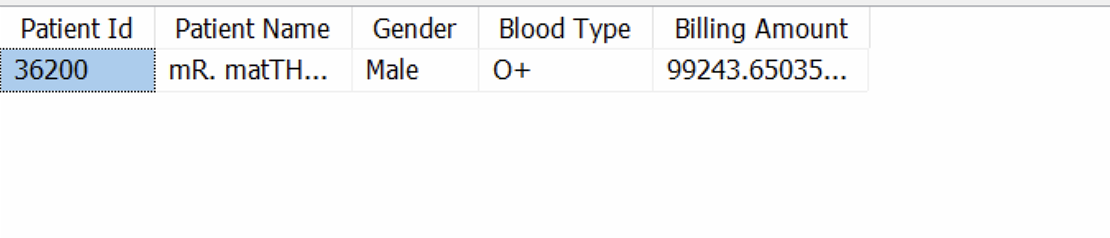 Patient Id Patient Name Gender Blood Type Billing Amount
36200 mR. matTH... Male O+ 99243.65035...